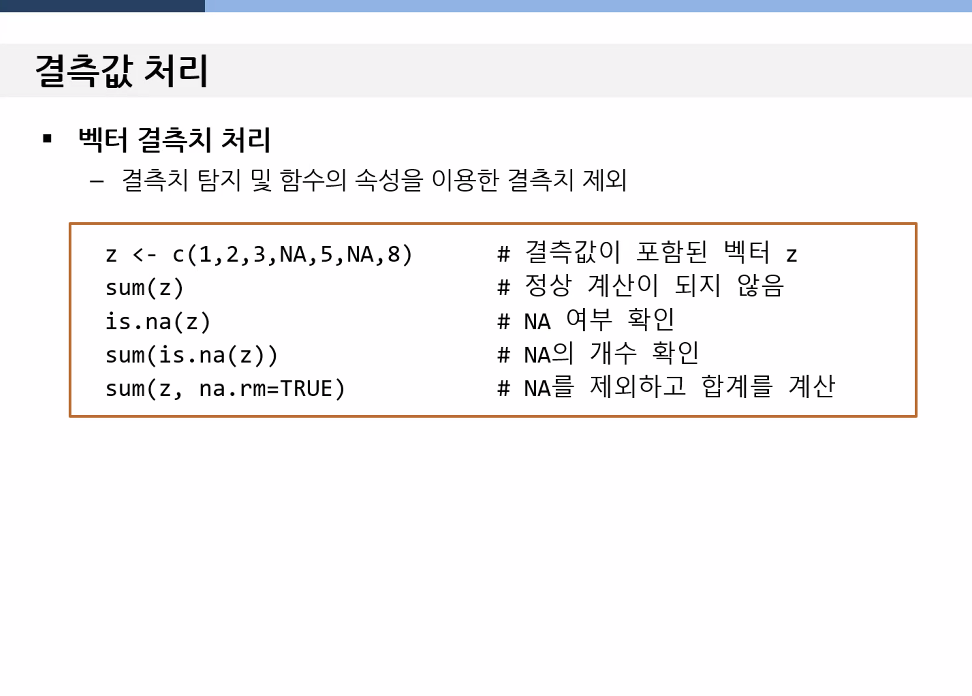 결측값 처리
▪ 벡터 결측치 처리
– 결측치 탐지 및 함수의 속성을 이용한 결측치 제외
z <- c(1,2,3,NA,5,NA,8) # 결측값이 포함된 벡터 z
sum(z) # 정상 계산이 되지 않음
is.na(z) # NA 여부 확인
sum(is.na(z)) # NA의 개수 확인
sum(z, na.rm=TRUE) # NA를 제외하고 합계를 계산